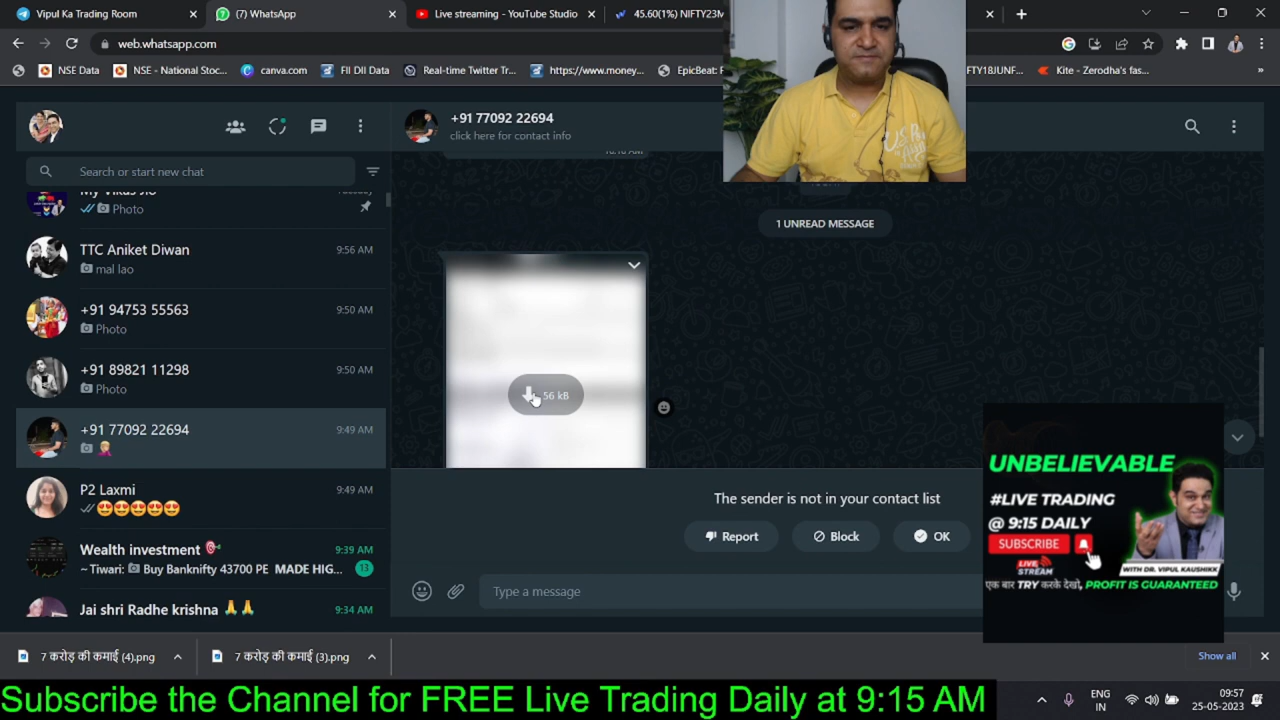 Vipul Ka Trading Room
(7) WhatsApp
Live streaming - YouTube Studio
45.60(1%) NIFTY23M
web.whatsapp.com
NSE Data
NSE - National Stoc...
canva.com
FII DII Data
Real-time Twitter Tr...
https://www.money...
EpicBeat: F
FTY18JUNF...
Kite - Zerodha's fas...
»
+91 77092 22694
click here for contact info
Search or start new chat
My Vikas Jio
Tuesday
Photo
1 UNREAD MESSAGE
TTC Aniket Diwan
9:56 AM
mal lao
+91 94753 55563
9:50 AM
Photo
+91 89821 11298
9:50 AM
Photo
56 kB
+91 77092 22694
9:49 AM
🤦🏼‍♂️
P2 Laxmi
9:49 AM
😍😍😍😍😍
Wealth investment 🎯
9:39 AM
~ Tiwari: Buy Banknifty 43700 PE MADE HIG...
13
Jai shri Radhe krishna 🙏🙏
9:34 AM
The sender is not in your contact list
Report
Block
OK
Type a message
UNBELIEVABLE
#LIVE TRADING
@ 9:15 DAILY
SUBSCRIBE
LIVE
STREAM
WITH DR. VIPUL KAUSHIKK
एक बार TRY करके देखो, PROFIT IS GUARANTEED
7 करोड़ की कमाई (4).png
7 करोड़ की कमाई (3).png
Show all
Subscribe the Channel for FREE Live Trading Daily at 9:15 AM
ENG
IN
09:57
25-05-2023